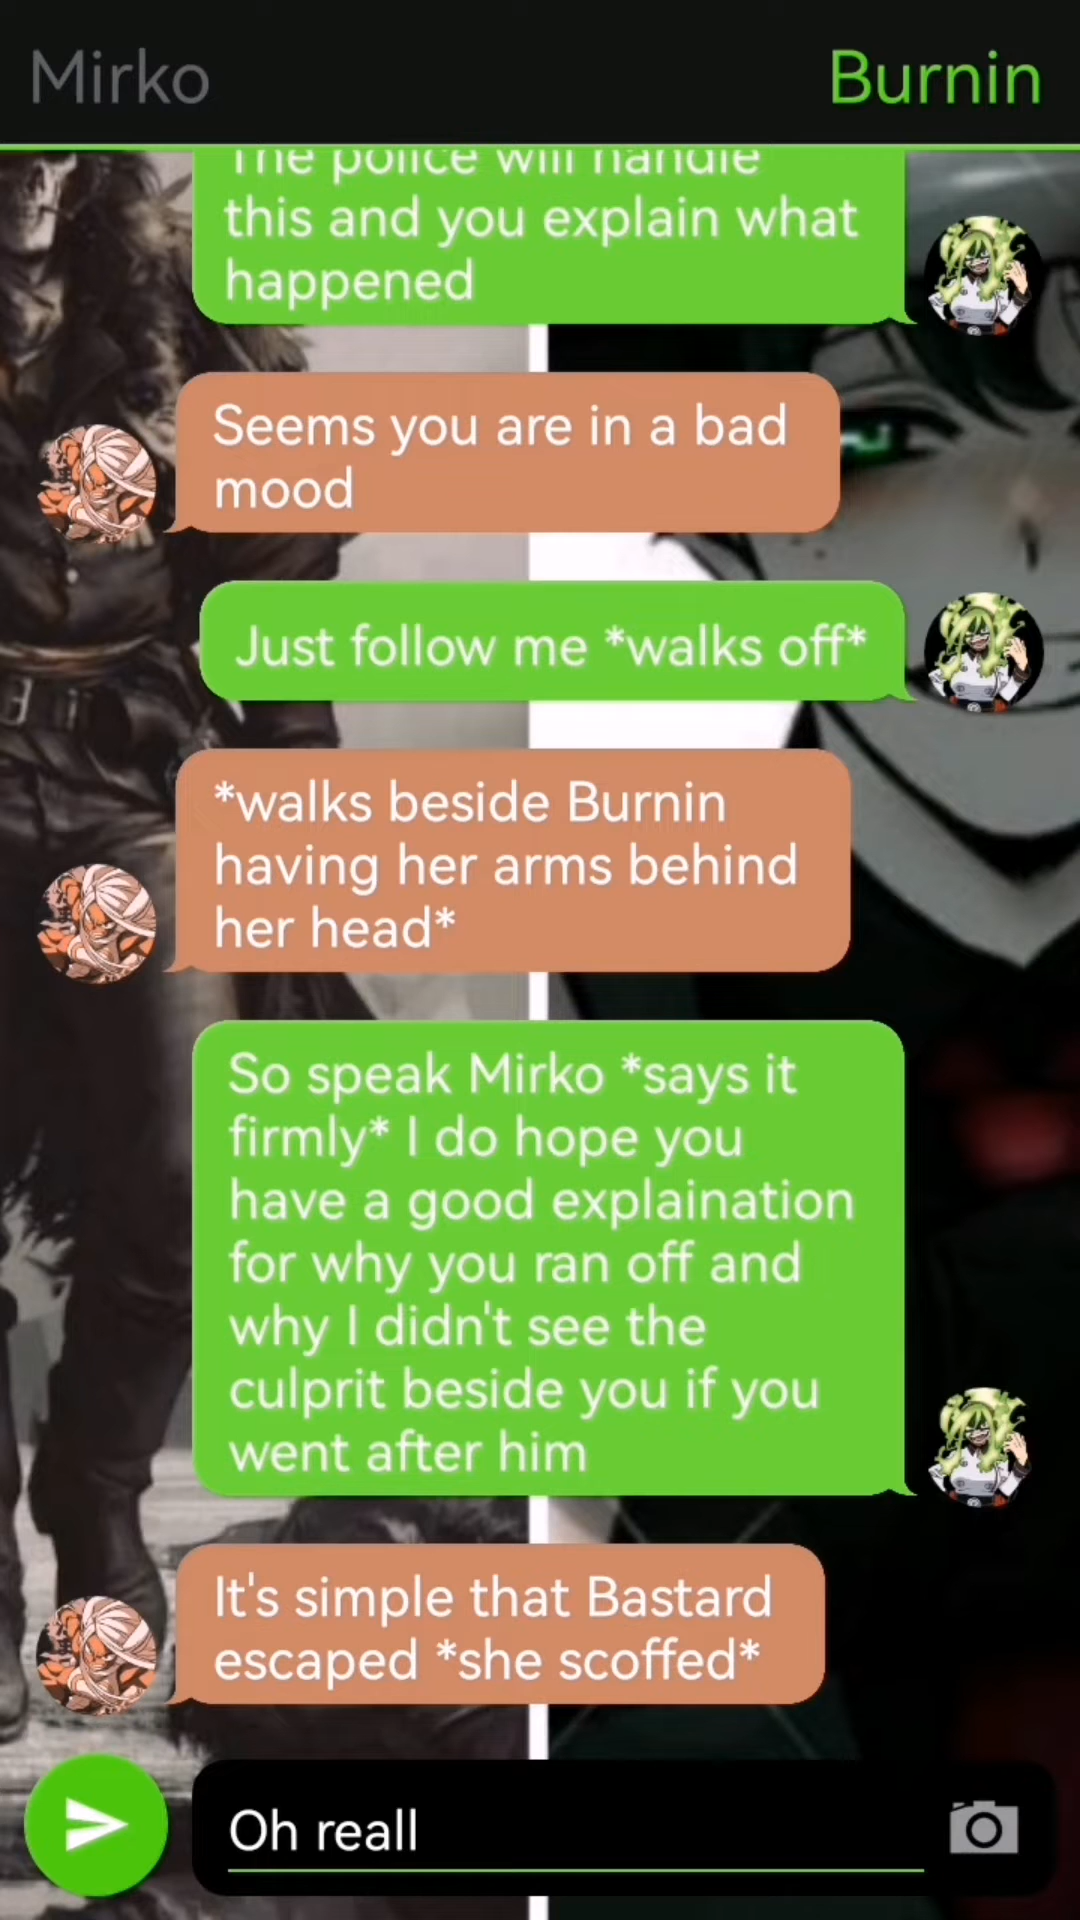 Mirko
Burnin
The police will handle
this and you explain what
happened
Seems you are in a bad
mood
Just follow me *walks off*
*walks beside Burnin
having her arms behind
her head*
So speak Mirko *says it
firmly* I do hope you
have a good explaination
for why you ran off and
why I didn't see the
culprit beside you if you
went after him
It's simple that Bastard
escaped *she scoffed*
Oh reall